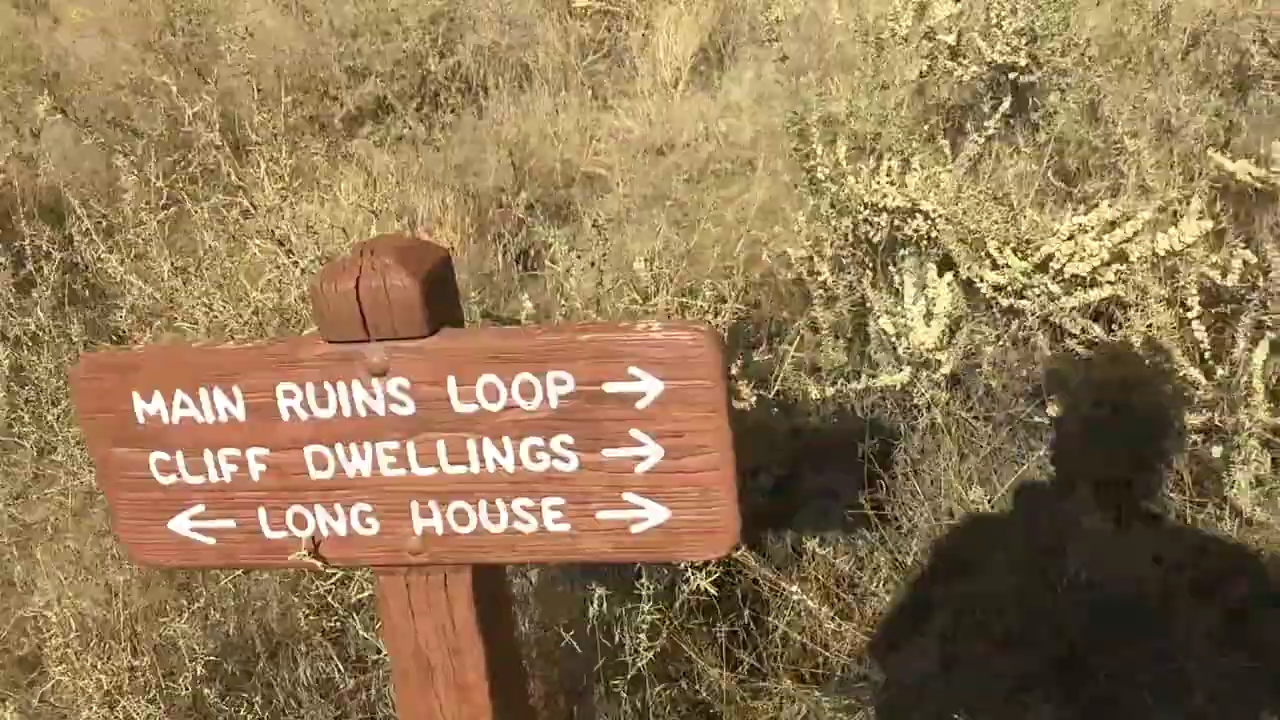 MAIN RUINS LOOP →
CLIFF DWELLINGS →
← LONG HOUSE →